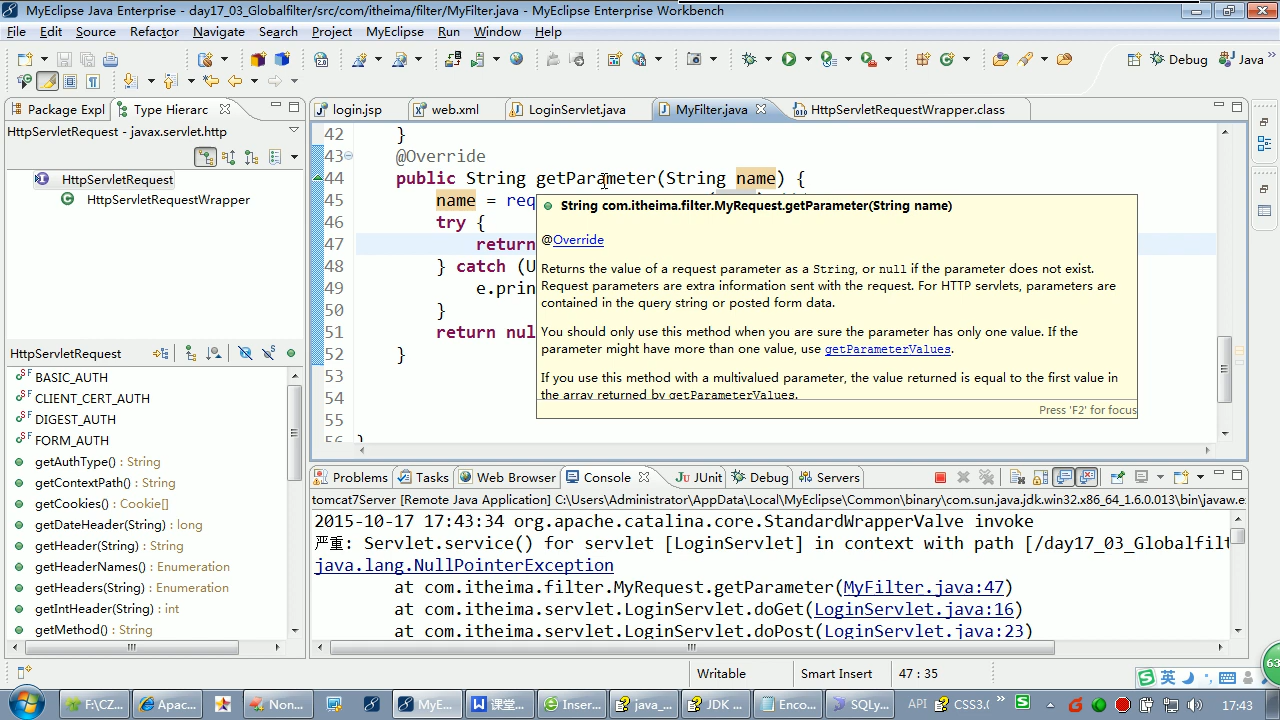 MyEclipse Java Enterprise - day17_03_Globalfilter/src/com/itheima/filter/MyFilter.java - MyEclipse Enterprise Workbench
File Edit Source Refactor Navigate Search Project MyEclipse Run Window Help
Debug Java
Package Expl Type Hierarc
HttpServletRequest - javax.servlet.http
HttpServletRequest
HttpServletRequestWrapper
HttpServletRequest
BASIC_AUTH
CLIENT_CERT_AUTH
DIGEST_AUTH
FORM_AUTH
getAuthType() : String
getContextPath() : String
getCookies() : Cookie[]
getDateHeader(String) : long
getHeader(String) : String
getHeaderNames() : Enumeration
getHeaders(String) : Enumeration
getIntHeader(String) : int
getMethod() : String
login.jsp web.xml LoginServlet.java MyFilter.java HttpServletRequestWrapper.class
42 }
43 @Override
44 public String getParameter(String name) {
45 name = req
46 try {
47 return
48 } catch (U
49 e.prin
50 }
51 return nul
52 }
53
54
55
56 }
String com.itheima.filter.MyRequest.getParameter(String name)
@Override
Returns the value of a request parameter as a String, or null if the parameter does not exist.
Request parameters are extra information sent with the request. For HTTP servlets, parameters are
contained in the query string or posted form data.
You should only use this method when you are sure the parameter has only one value. If the
parameter might have more than one value, use getParameterValues.
If you use this method with a multivalued parameter, the value returned is equal to the first value in
the array returned by getParameterValues.
Press 'F2' for focus
Problems Tasks Web Browser Console JUnit Debug Servers
tomcat7Server [Remote Java Application] C:\Users\Administrator\AppData\Local\MyEclipse\Common\binary\com.sun.java.jdk.win32.x86_64_1.6.0.013\bin\javaw.e
2015-10-17 17:43:34 org.apache.catalina.core.StandardWrapperValve invoke
严重: Servlet.service() for servlet [LoginServlet] in context with path [/day17_03_Globalfilt
java.lang.NullPointerException
at com.itheima.filter.MyRequest.getParameter(MyFilter.java:47)
at com.itheima.servlet.LoginServlet.doGet(LoginServlet.java:16)
at com.itheima.servlet.LoginServlet.doPost(LoginServlet.java:23)
Writable Smart Insert 47 : 35
英
63
F:\CZ... Apac... Non... MyE... 课堂... Inser... java_... JDK ... Enco... SQLy... API CSS3.( 17:43